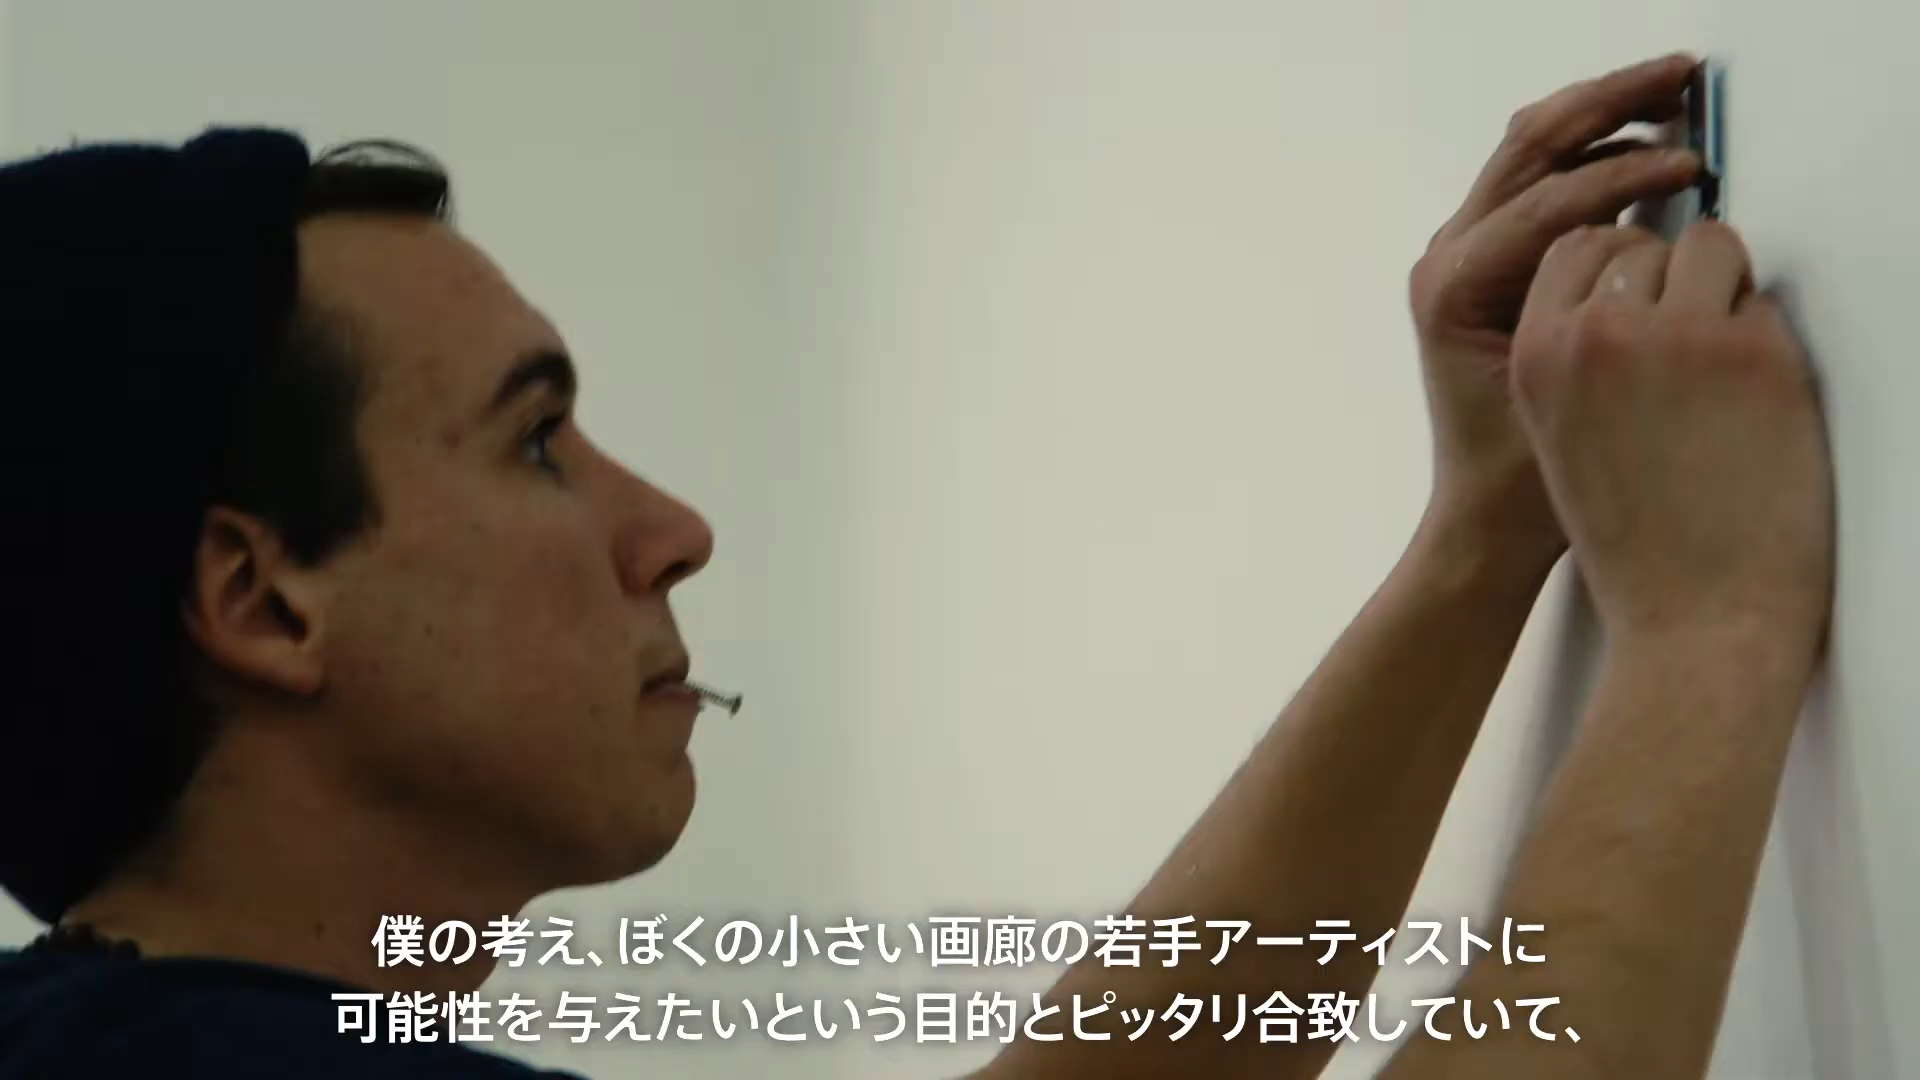 僕の考え、ぼくの小さい画廊の若手アーティストに
可能性を与えたいという目的とピッタリ合致していて、